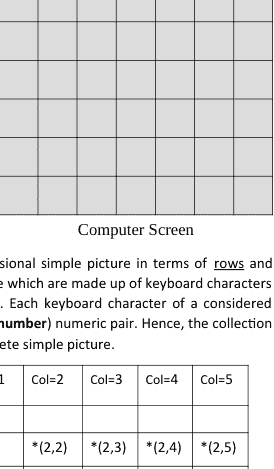 Computer Screen
sional simple picture in terms of rows and
e which are made up of keyboard characters
. Each keyboard character of a considered
number) numeric pair. Hence, the collection
ete simple picture.
1 Col=2 Col=3 Col=4 Col=5
*(2,2) *(2,3) *(2,4) *(2,5)